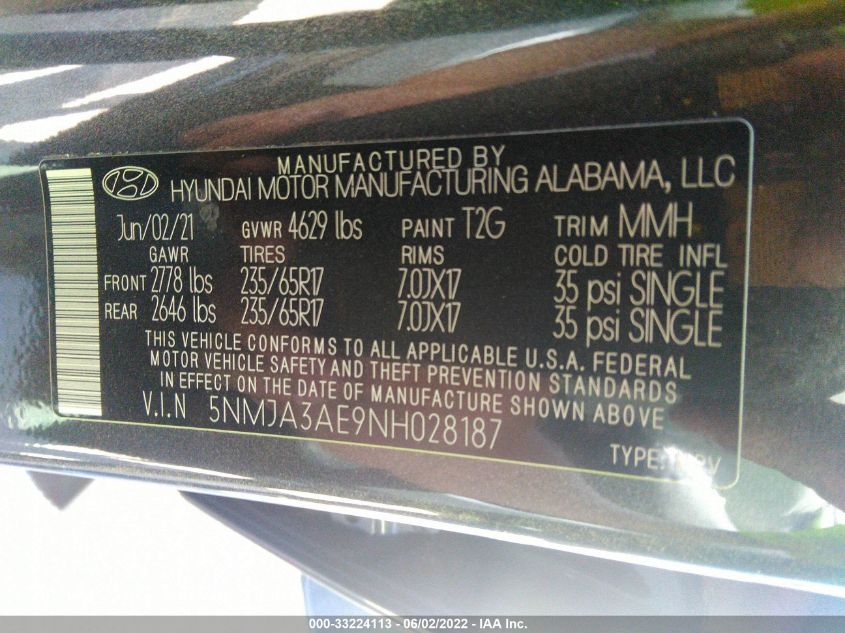 MANUFACTURED BY
HYUNDAI MOTOR MANUFACTURING ALABAMA, LLC
Jun/02/21 GVWR 4629 lbs PAINT T2G TRIM MMH
GAWR TIRES RIMS COLD TIRE INFL
FRONT 2778 lbs 235/65R17 7.0JX17 35 psi SINGLE
REAR 2646 lbs 235/65R17 7.0JX17 35 psi SINGLE
THIS VEHICLE CONFORMS TO ALL APPLICABLE U.S.A. FEDERAL
MOTOR VEHICLE SAFETY AND THEFT PREVENTION STANDARDS
IN EFFECT ON THE DATE OF MANUFACTURE SHOWN ABOVE
V.I.N 5NMJA3AE9NH028187
TYPE:
000-33224113 - 06/02/2022 - IAA Inc.